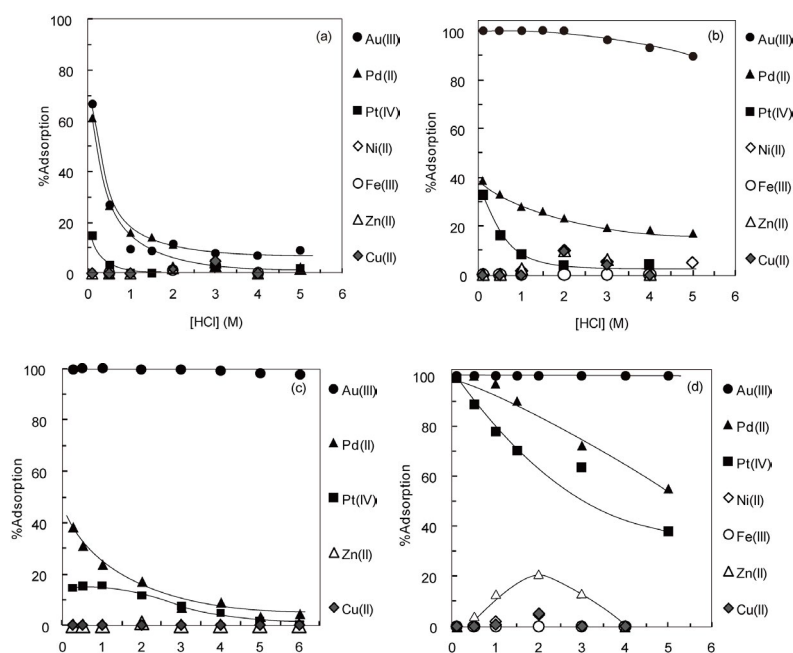 (a)
100
80
60
40
20
0
%Adsorption
0 1 2 3 4 5 6
[HCl] (M)
Au(III)
Pd(II)
Pt(IV)
Ni(II)
Fe(III)
Zn(II)
Cu(II)
(b)
100
80
60
40
20
0
%Adsorption
0 1 2 3 4 5 6
[HCl] (M)
Au(III)
Pd(II)
Pt(IV)
Ni(II)
Fe(III)
Zn(II)
Cu(II)
(c)
100
80
60
40
20
0
%Adsorption
0 1 2 3 4 5 6
Au(III)
Pd(II)
Pt(IV)
Zn(II)
Cu(II)
(d)
100
80
60
40
20
0
%Adsorption
0 1 2 3 4 5 6
Au(III)
Pd(II)
Pt(IV)
Ni(II)
Fe(III)
Zn(II)
Cu(II)